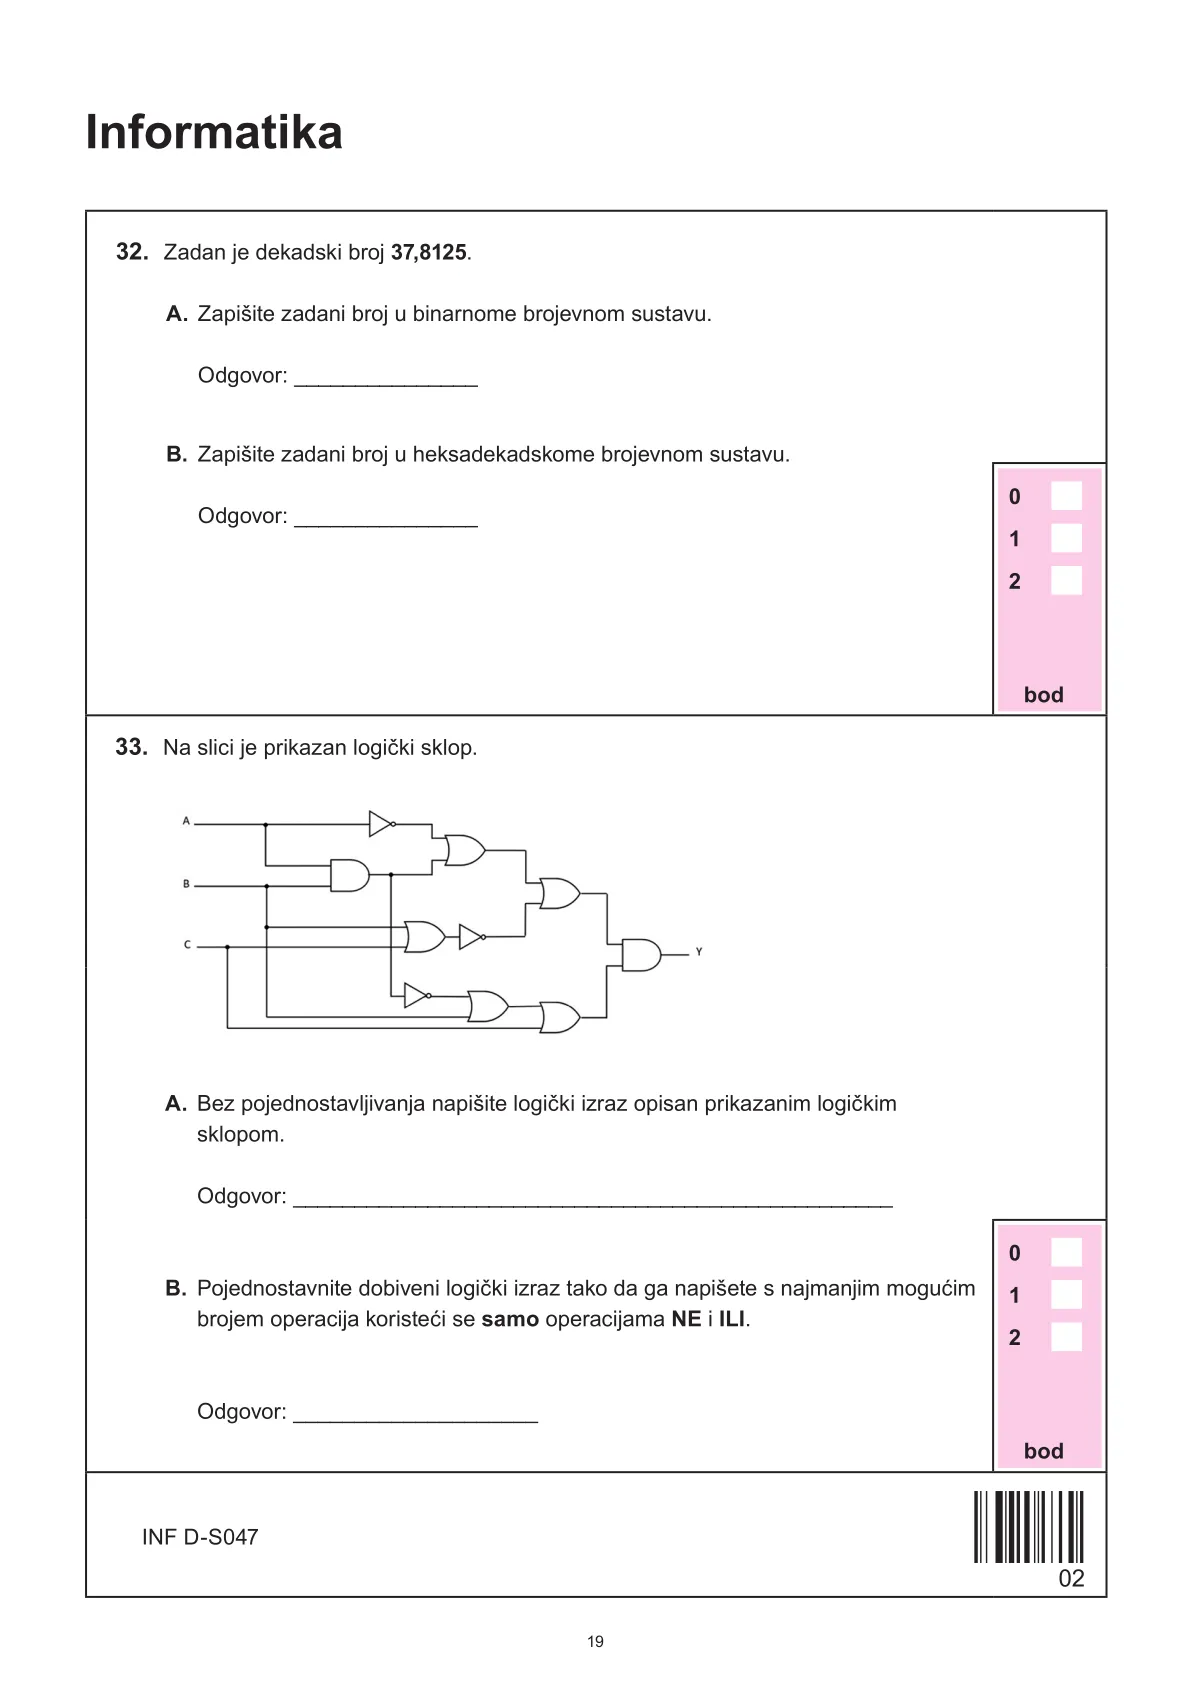 Informatika
32. Zadan je dekadski broj 37,8125.
A. Zapišite zadani broj u binarnome brojevnom sustavu.
Odgovor: _______________
B. Zapišite zadani broj u heksadekadskome brojevnom sustavu.
Odgovor: _______________
0
1
2
bod
33. Na slici je prikazan logički sklop.
A
B
C
Y
A. Bez pojednostavljivanja napišite logički izraz opisan prikazanim logičkim
sklopom.
Odgovor: _________________________________________________
B. Pojednostavnite dobiveni logički izraz tako da ga napišete s najmanjim mogućim
brojem operacija koristeći se samo operacijama NE i ILI.
Odgovor: ____________________
0
1
2
bod
INF D-S047
02
19